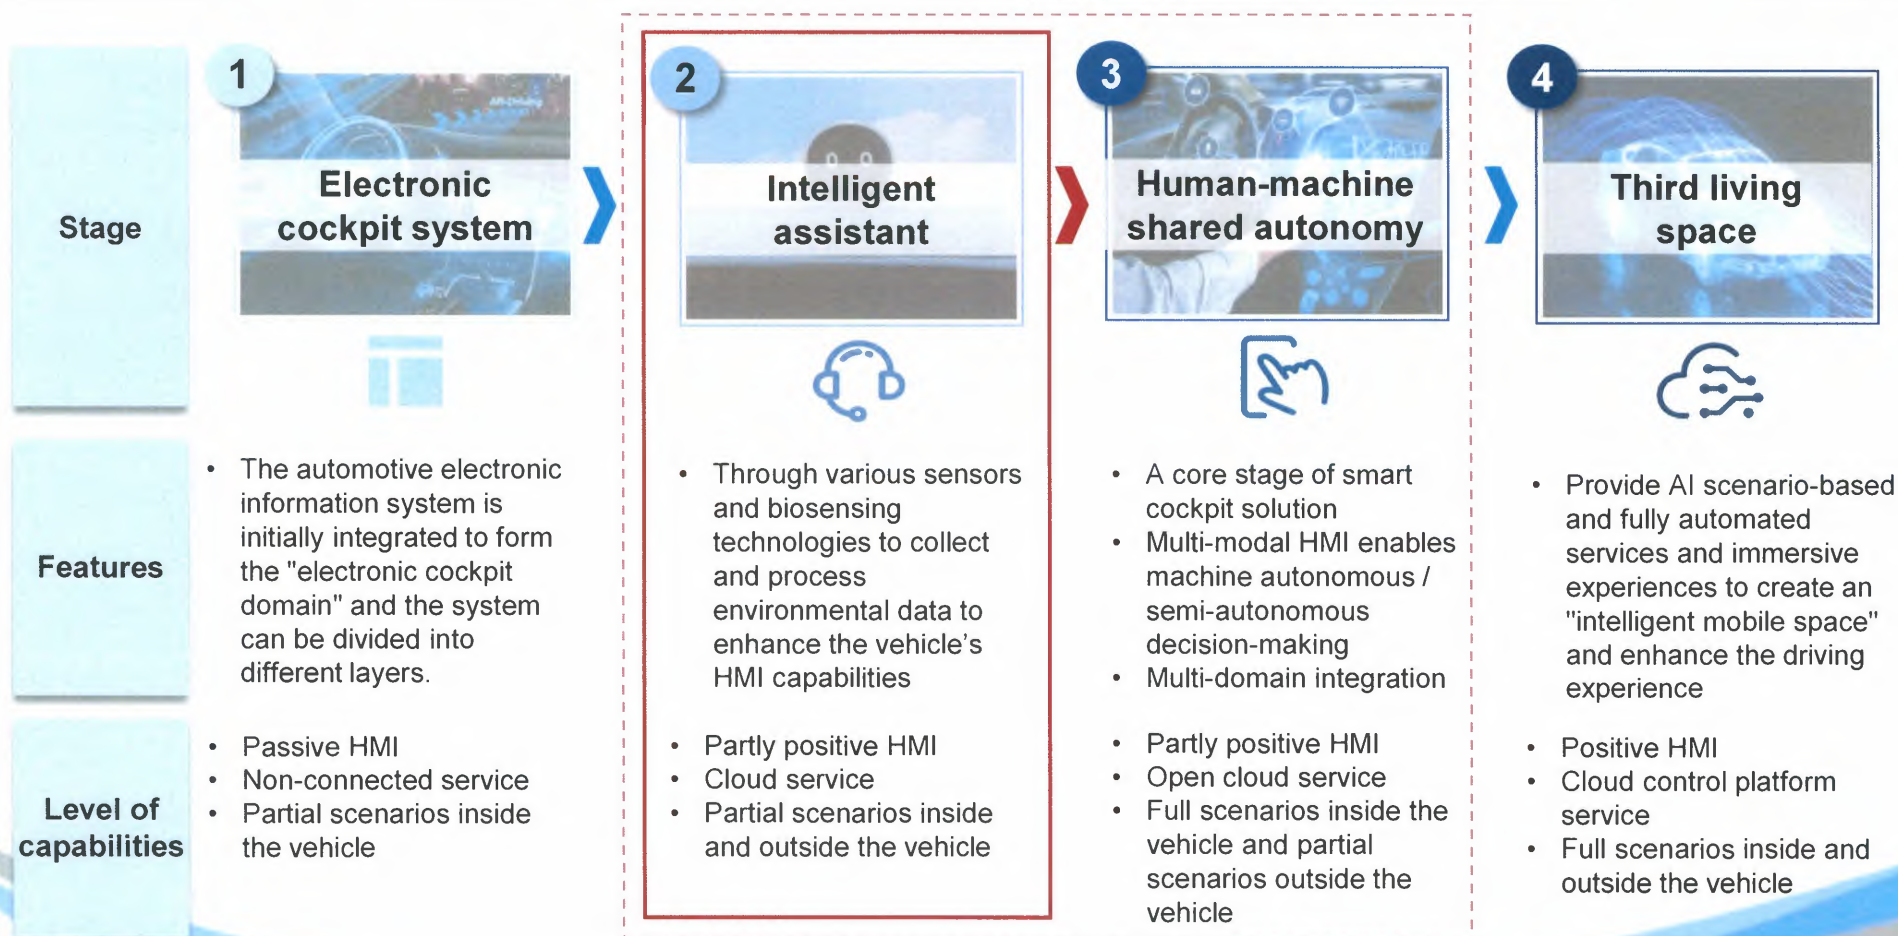 Stage
1
Electronic
cockpit system
2
Intelligent
assistant
3
Human-machine
shared autonomy
4
Third living
space
Features
• The automotive electronic
information system is
initially integrated to form
the "electronic cockpit
domain" and the system
can be divided into
different layers.
• Through various sensors
and biosensing
technologies to collect
and process
environmental data to
enhance the vehicle's
HMI capabilities
• A core stage of smart
cockpit solution
• Multi-modal HMI enables
machine autonomous /
semi-autonomous
decision-making
• Multi-domain integration
• Provide AI scenario-based
and fully automated
services and immersive
experiences to create an
"intelligent mobile space"
and enhance the driving
experience
Level of
capabilities
• Passive HMI
• Non-connected service
• Partial scenarios inside
the vehicle
• Partly positive HMI
• Cloud service
• Partial scenarios inside
and outside the vehicle
• Partly positive HMI
• Open cloud service
• Full scenarios inside the
vehicle and partial
scenarios outside the
vehicle
• Positive HMI
• Cloud control platform
service
• Full scenarios inside and
outside the vehicle